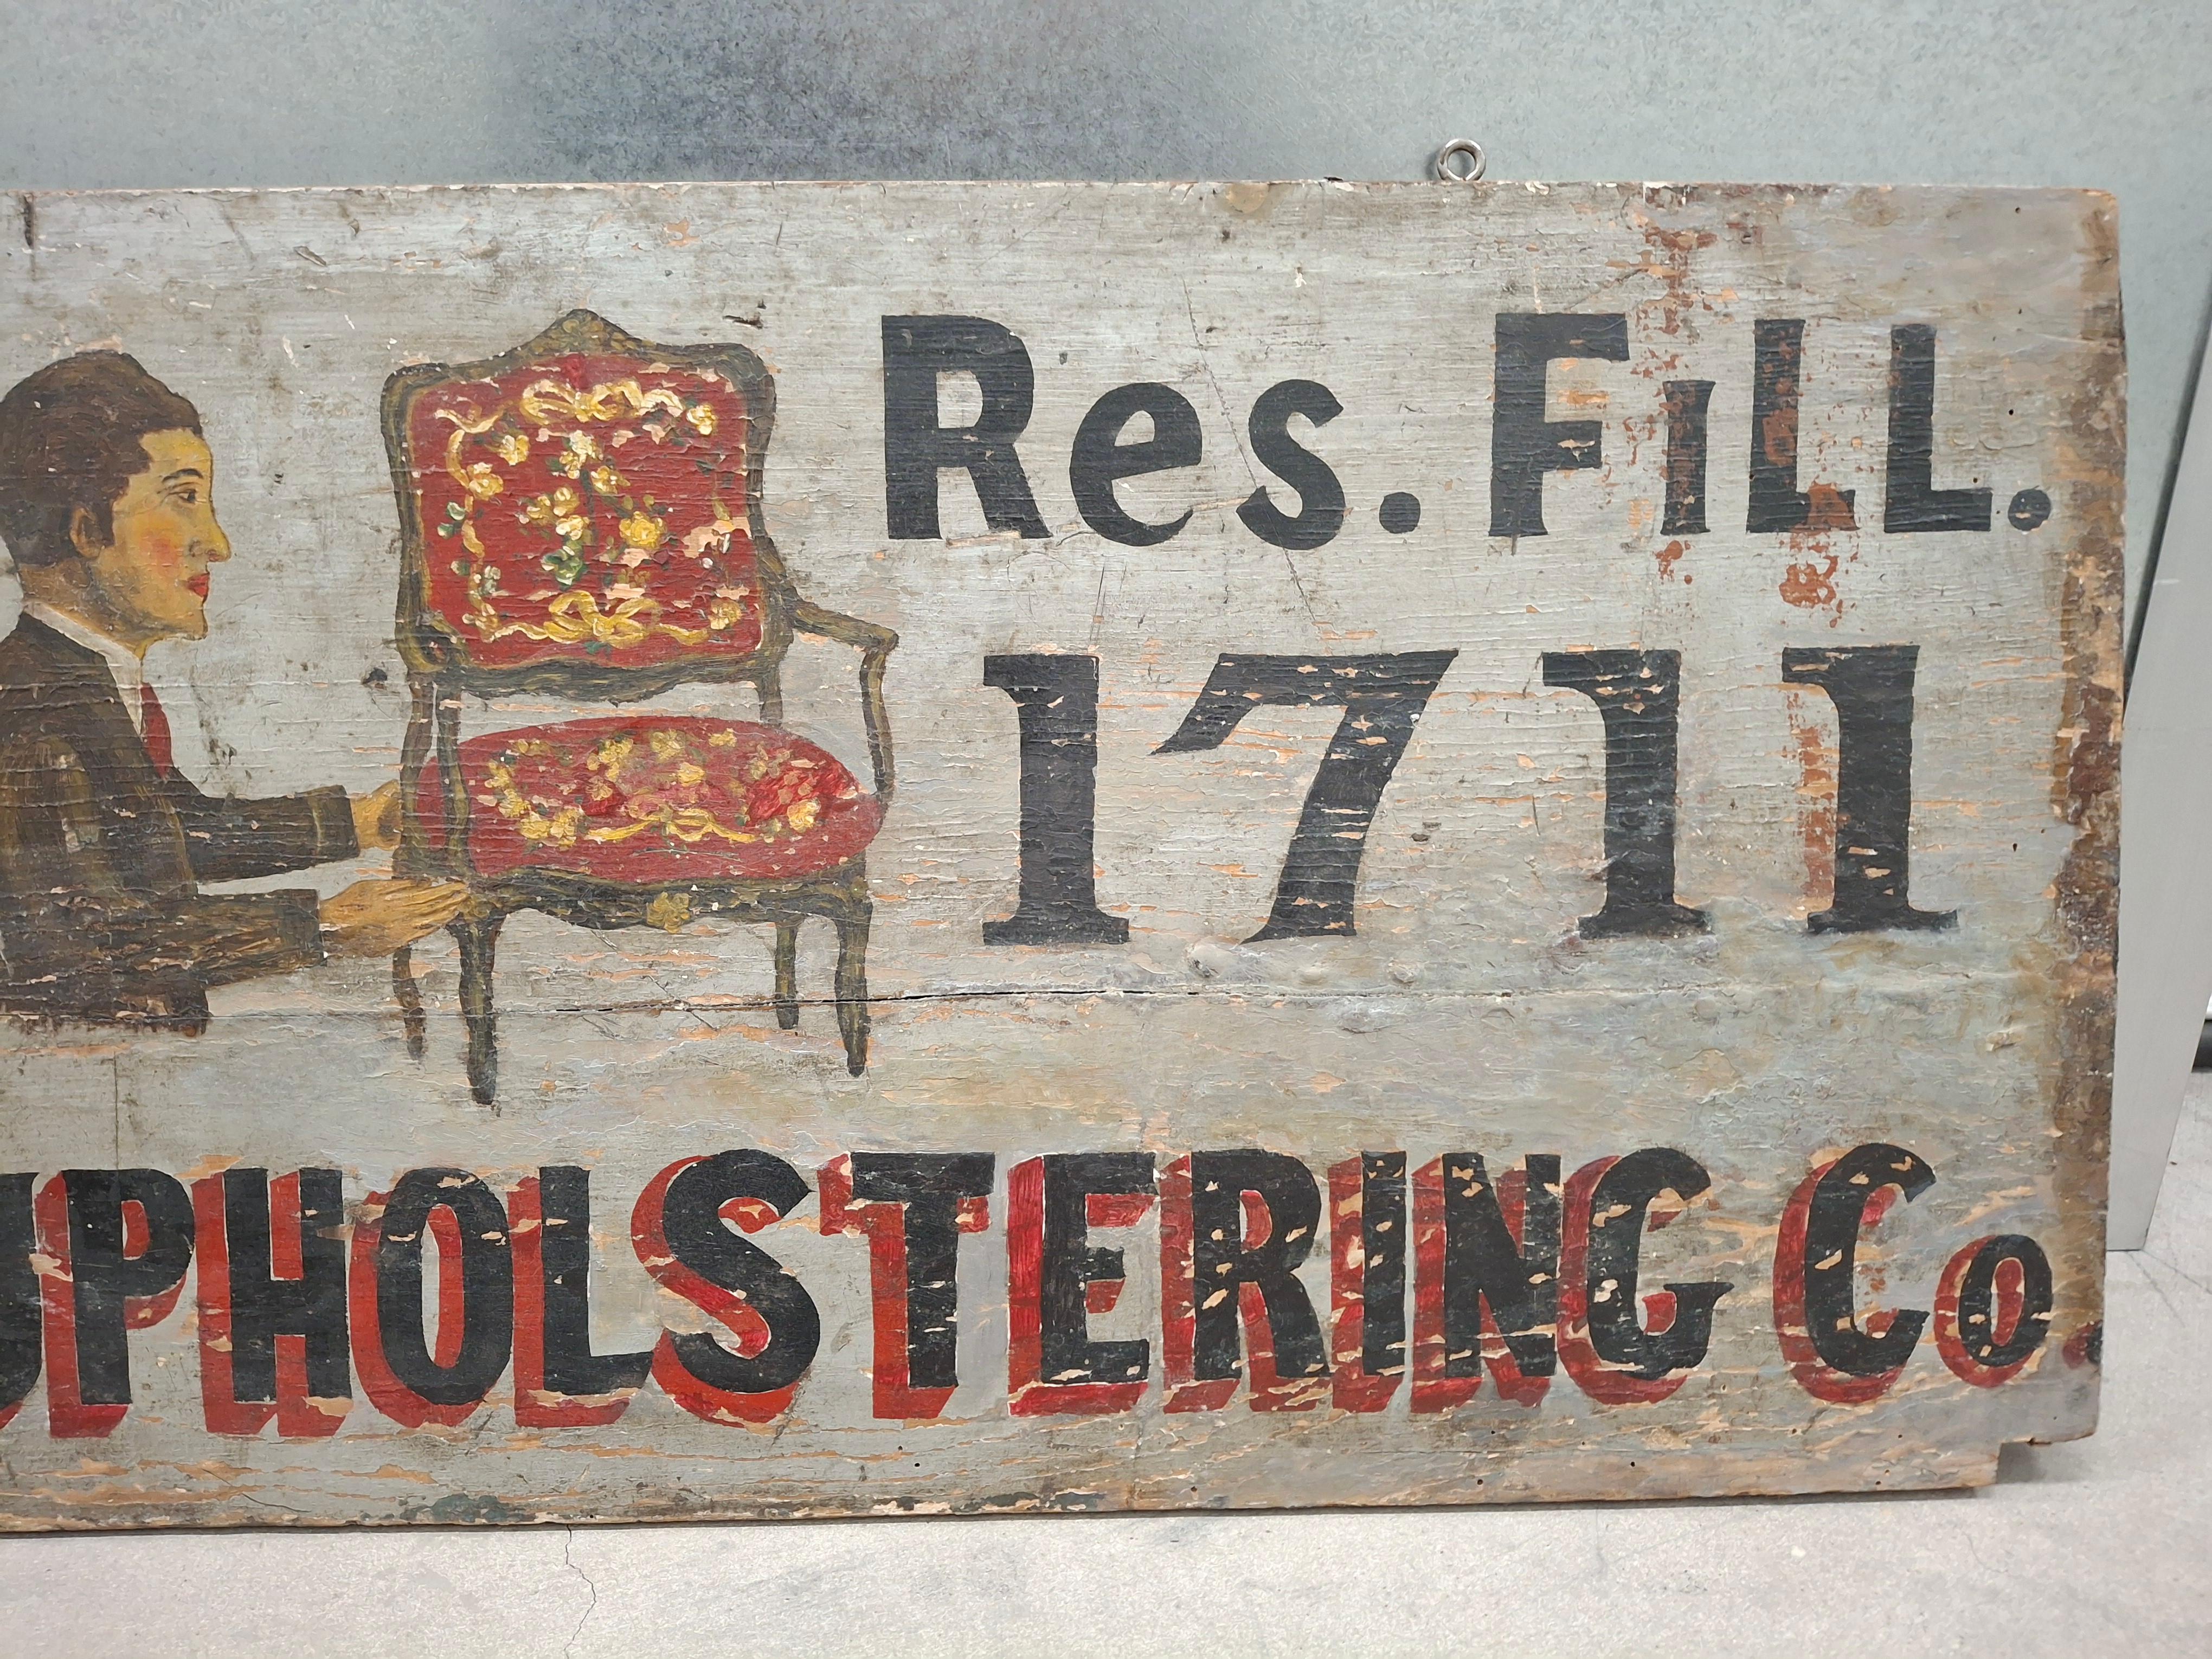 Res. Fill.
1711
UPHOLSTERING Co